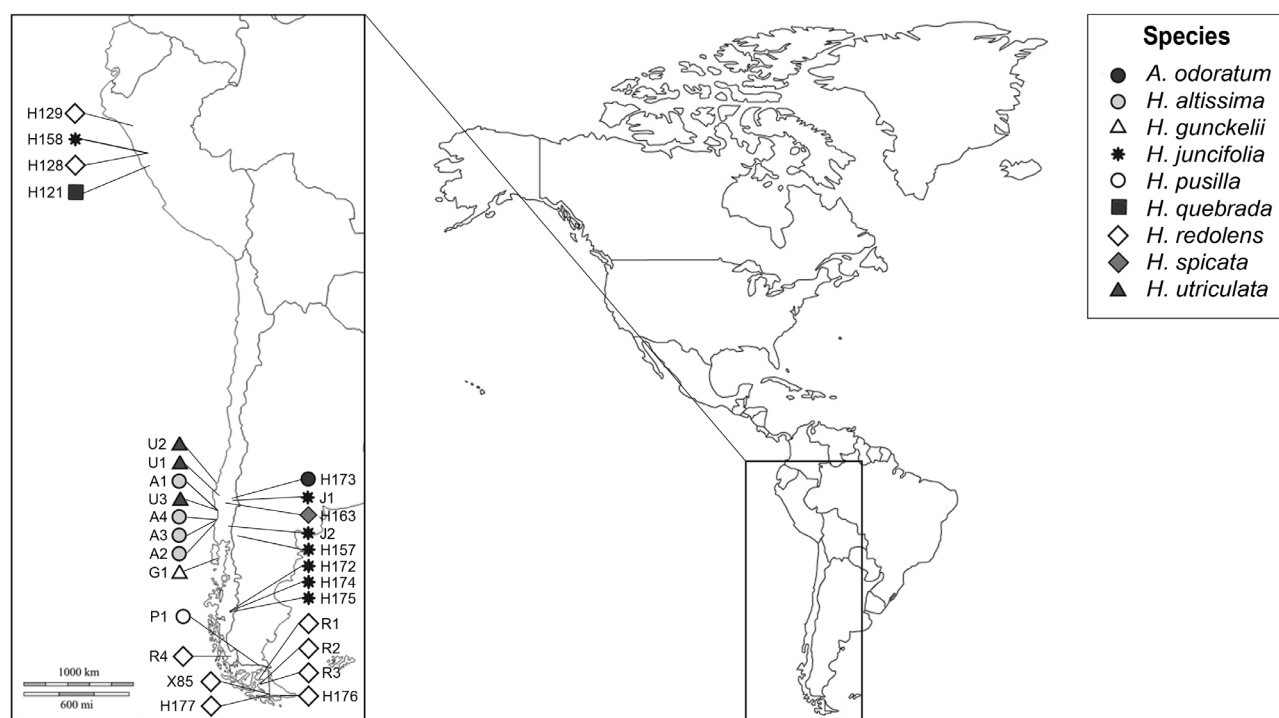 H129
H158
H128
H121
U2
U1
A1
U3
A4
A3
A2
G1
P1
R4
X85
H177
H173
J1
H163
J2
H157
H172
H174
H175
R1
R2
R3
H176
1000 km
600 mi
Species
A. odoratum
H. altissima
H. gunckelii
H. juncifolia
H. pusilla
H. quebrada
H. redolens
H. spicata
H. utriculata